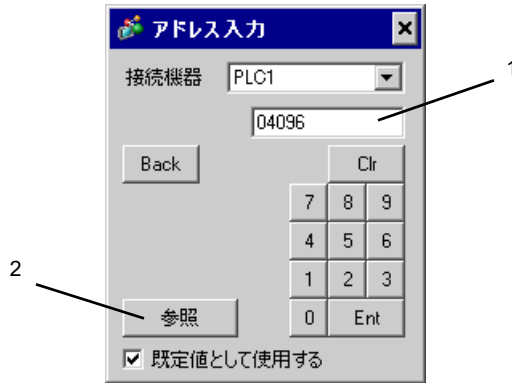 アドレス入力
接続機器 PLC1
1
04096
Back Clr
7 8 9
4 5 6
2
1 2 3
参照 0 Ent
既定値として使用する